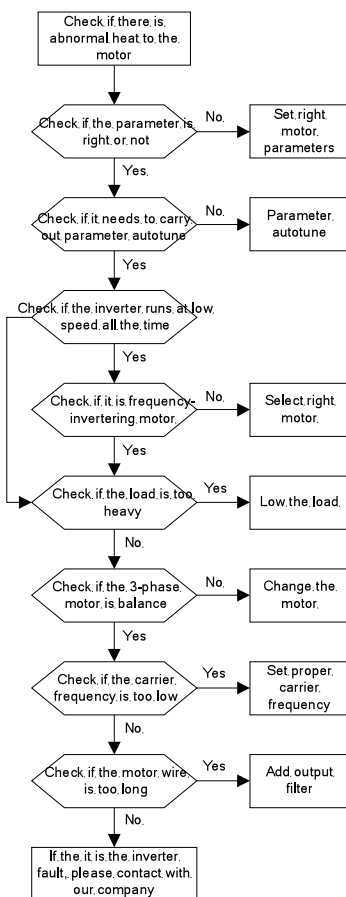 Check if there is
abnormal heat to the
motor
Check if the parameter is
right or not
No.
Set right
motor
parameters
Yes.
Check if it needs to carry
out parameter autotune
No.
Parameter
autotune
Yes
Check if the inverter runs at low
speed all the time
Yes
Check if it is frequency-
invertering motor.
No.
Select right
motor.
Yes
Check if the load is too
heavy
Yes
Low the load.
No.
Check if the 3-phase
motor is balance
No.
Change the
motor.
Yes
Check if the carrier
frequency is too low
Yes
Set proper
carrier
frequency
No.
Check if the motor wire
is too long
Yes
Add output
filter
No.
If the it is the inverter
fault, please contact with
our company